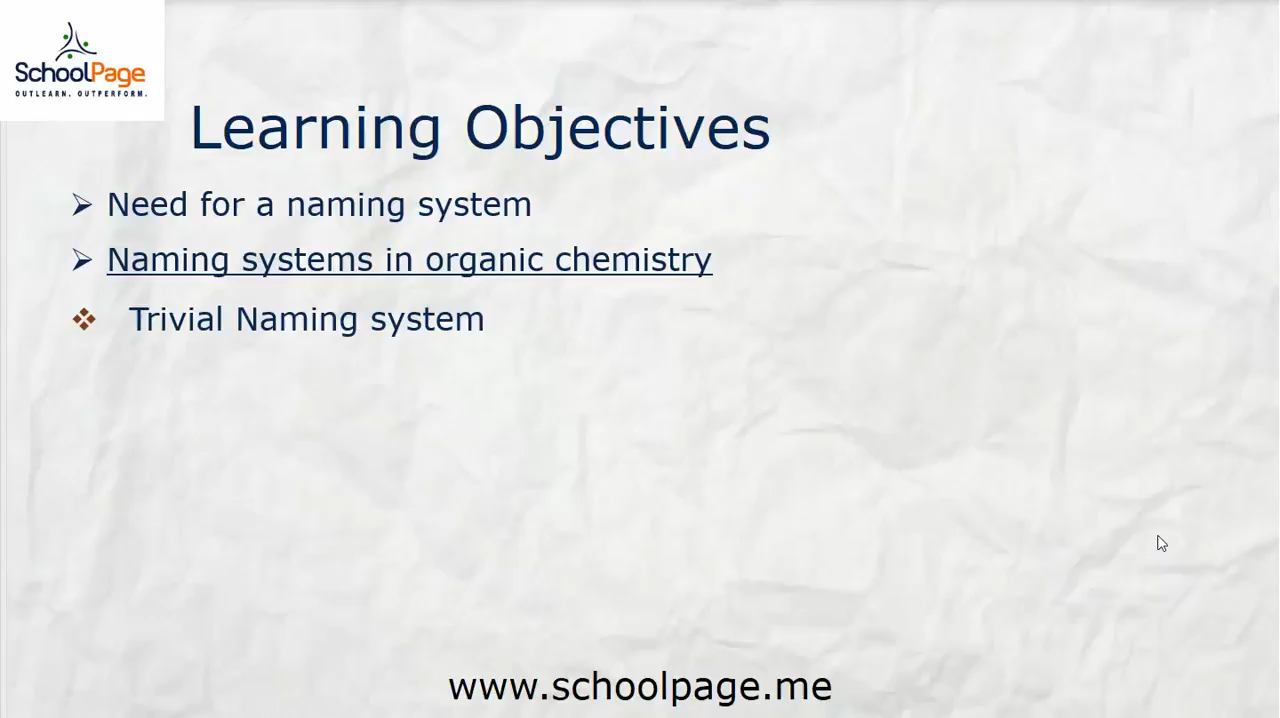 SchoolPage
OUTLEARN. OUTPERFORM.
Learning Objectives
Need for a naming system
Naming systems in organic chemistry
Trivial Naming system
www.schoolpage.me